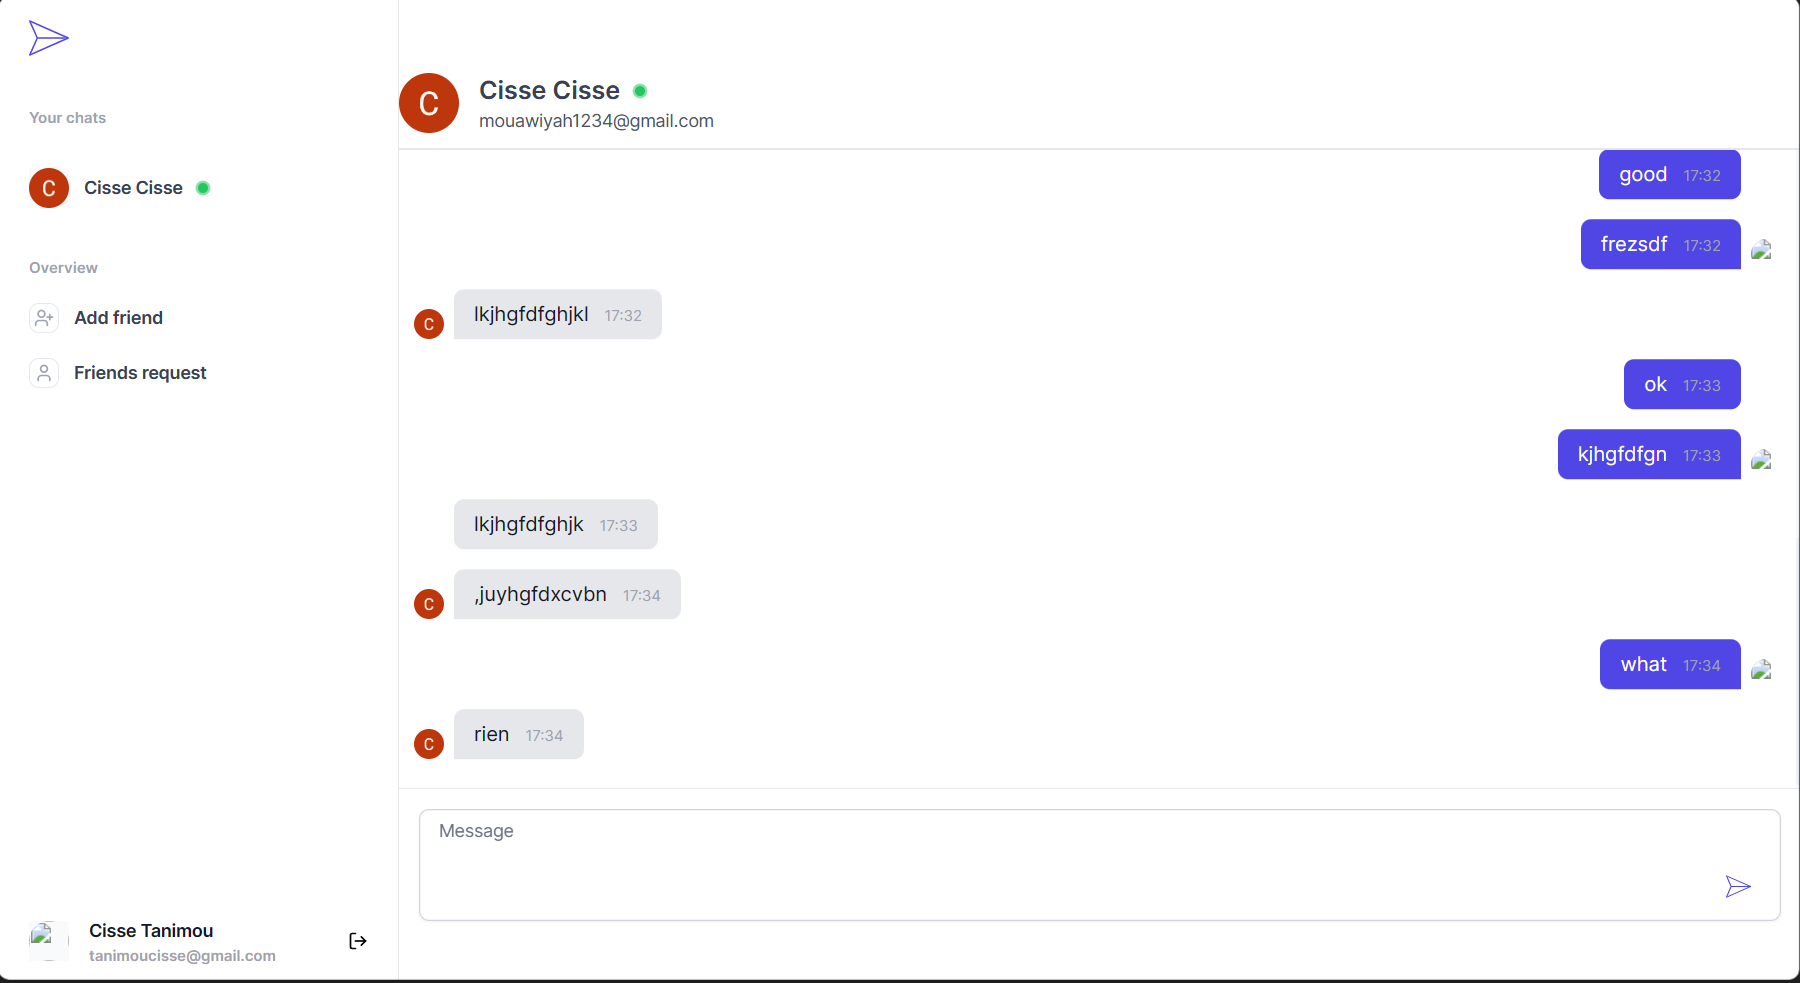 Your chats
C
Cisse Cisse
Overview
Add friend
Friends request
Cisse Tanimou
tanimoucisse@gmail.com
C
Cisse Cisse
mouawiyah1234@gmail.com
good 17:32
frezsdf 17:32
C
lkjhgfdfghjkl 17:32
ok 17:33
kjhgfdfgn 17:33
lkjhgfdfghjk 17:33
C
,juyhgfdxcvbn 17:34
what 17:34
C
rien 17:34
Message